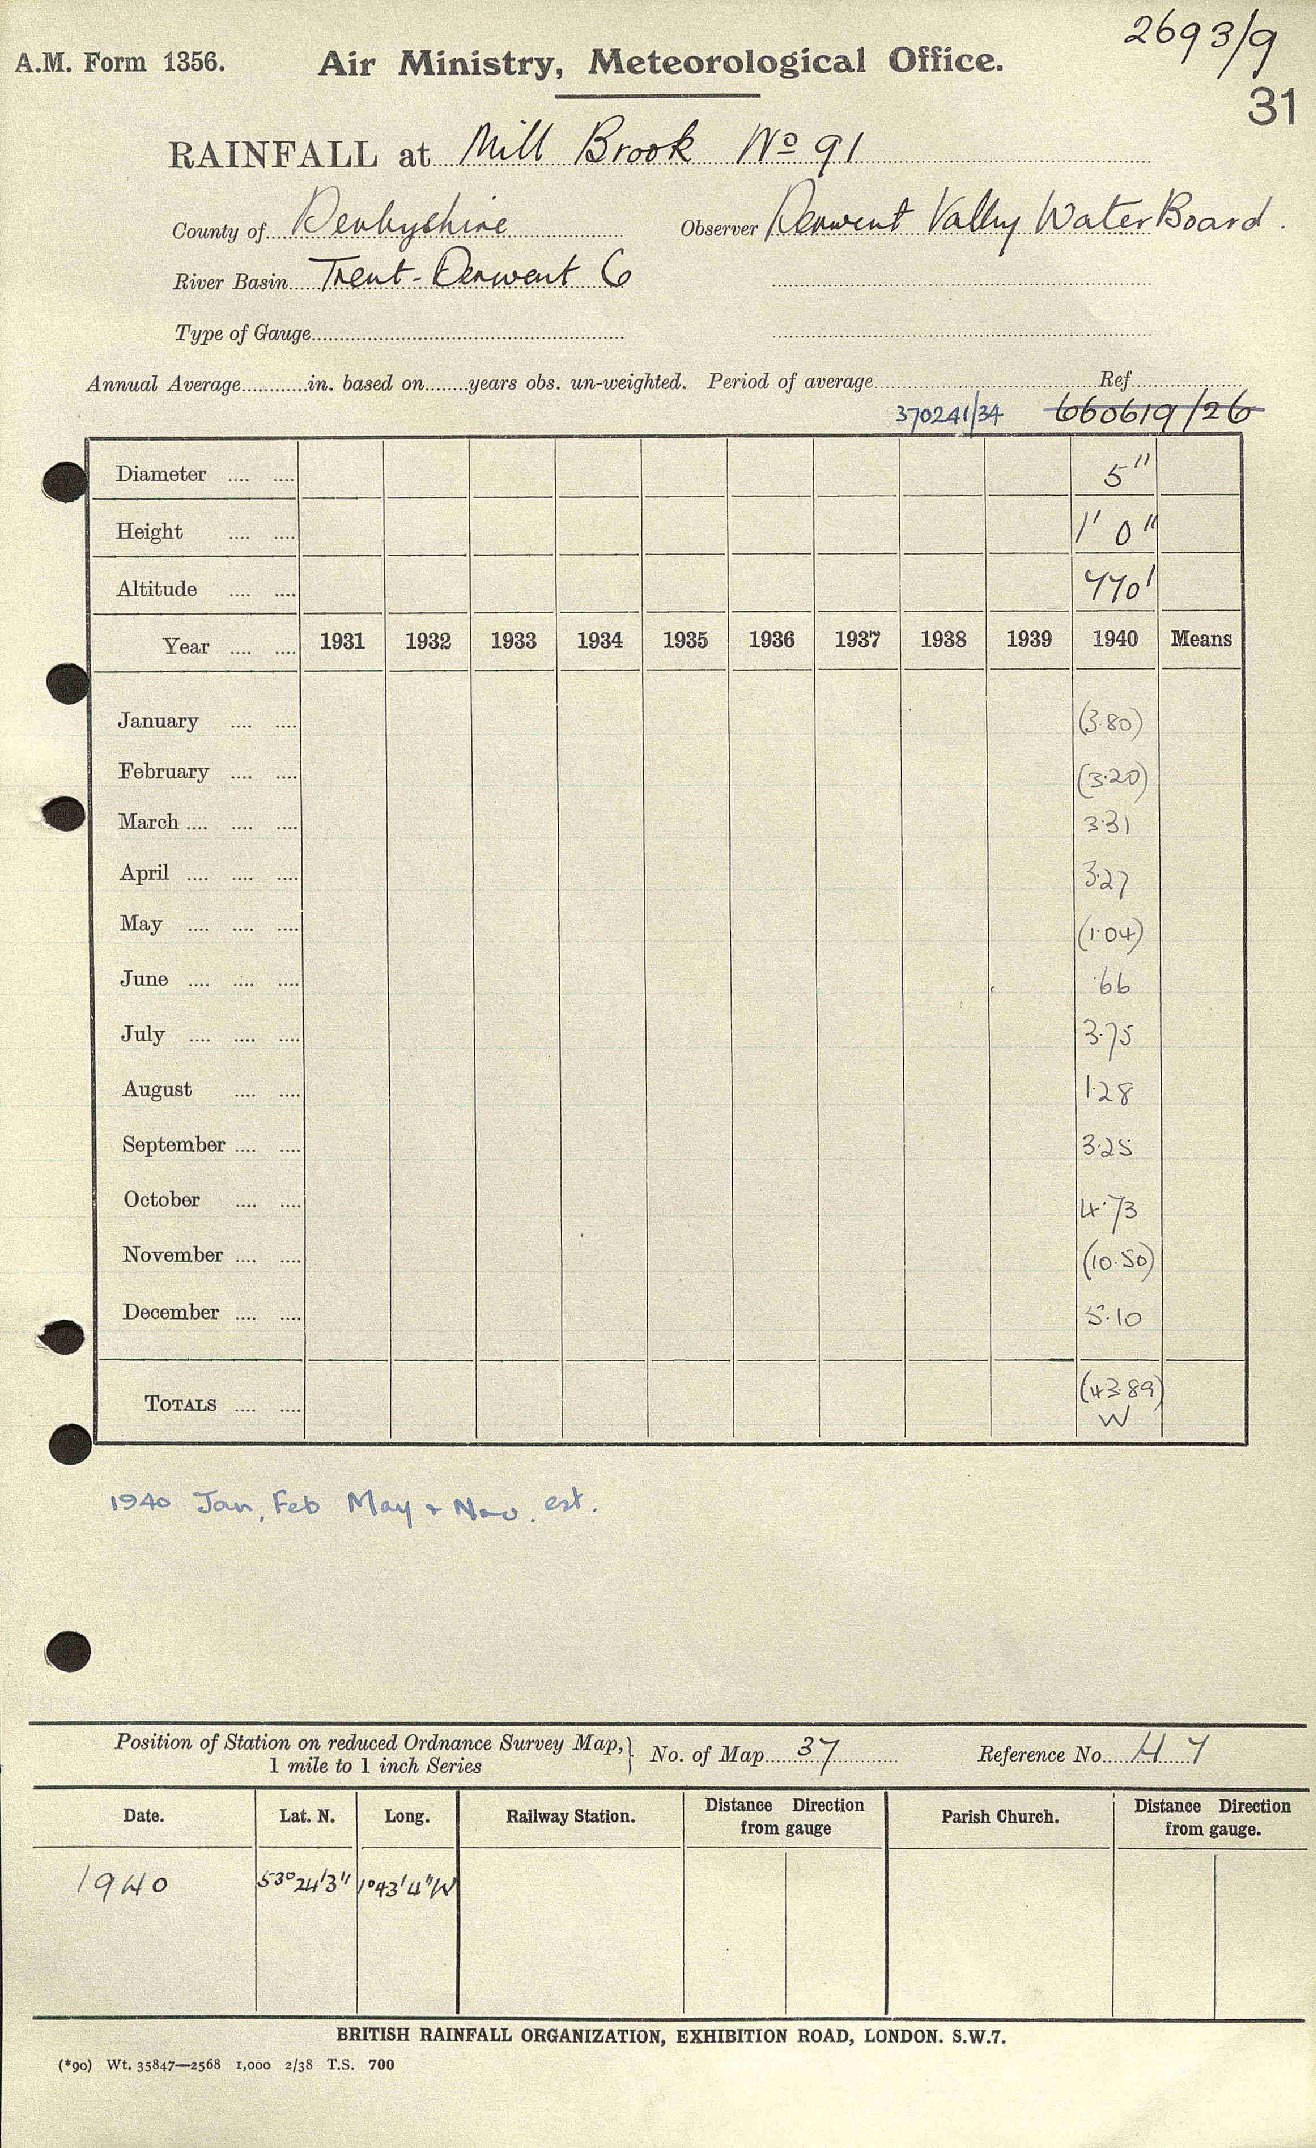 2693/9
A.M. Form 1356. Air Ministry, Meteorological Office.
31
RAINFALL at Mill Brook No 91
County of Derbyshire Observer Derwent Valley Water Board.
River Basin Trent-Derwent 6
Type of Gauge
Annual Average in. based on years obs. un-weighted. Period of average Ref
370241/34 660619/26
Diameter 5"
Height 1' 0"
Altitude 770'
Year 1931 1932 1933 1934 1935 1936 1937 1938 1939 1940 Means
January (3.80)
February (3.20)
March 3.31
April 3.27
May (1.04)
June .66
July 3.75
August 1.28
September 3.25
October 4.73
November (10.50)
December 5.10
TOTALS (43.89)
W
1940 Jan, Feb May + Nov. est.
Position of Station on reduced Ordnance Survey Map, 1 mile to 1 inch Series } No. of Map 37 Reference No. H 7
Date. Lat. N. Long. Railway Station. Distance Direction from gauge Parish Church. Distance Direction from gauge.
1940 53°24'3" 1°43'4"W
BRITISH RAINFALL ORGANIZATION, EXHIBITION ROAD, LONDON. S.W.7.
(*90) Wt. 35847—2568 1,000 2/38 T.S. 700